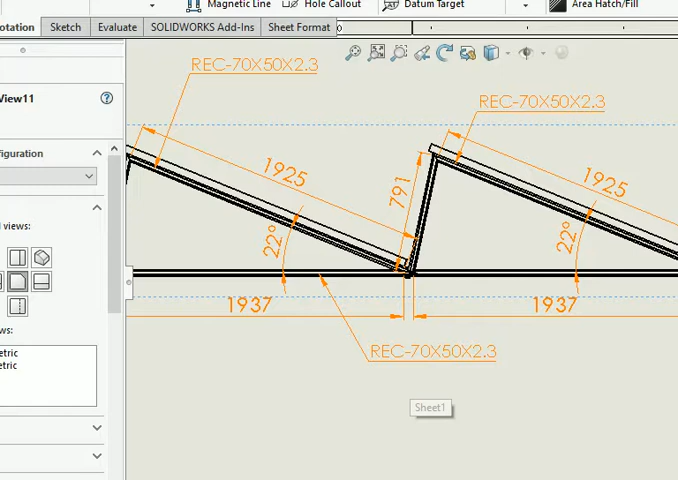 Magnetic Line
Hole Callout
Datum Target
Area Hatch/Fill
otation
Sketch
Evaluate
SOLIDWORKS Add-Ins
Sheet Format
0
View11
?
figuration
d views:
ws:
etric
etric
REC-70X50X2.3
REC-70X50X2.3
1925
791
1925
22°
22°
1937
1937
REC-70X50X2.3
Sheet1